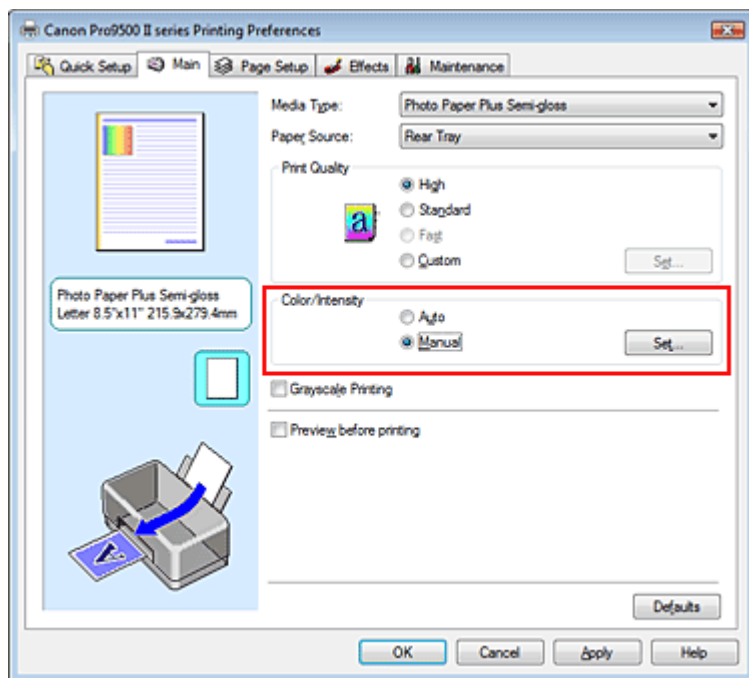 Canon Pro9500 II series Printing Preferences
Quick Setup Main Page Setup Effects Maintenance
Media Type: Photo Paper Plus Semi-gloss
Paper Source: Rear Tray
Print Quality
High
a Standard
Fast
Custom Set...
Photo Paper Plus Semi-gloss
Letter 8.5"x11" 215.9x279.4mm
Color/Intensity
Auto
Manual Set...
Grayscale Printing
Preview before printing
A
Defaults
OK Cancel Apply Help